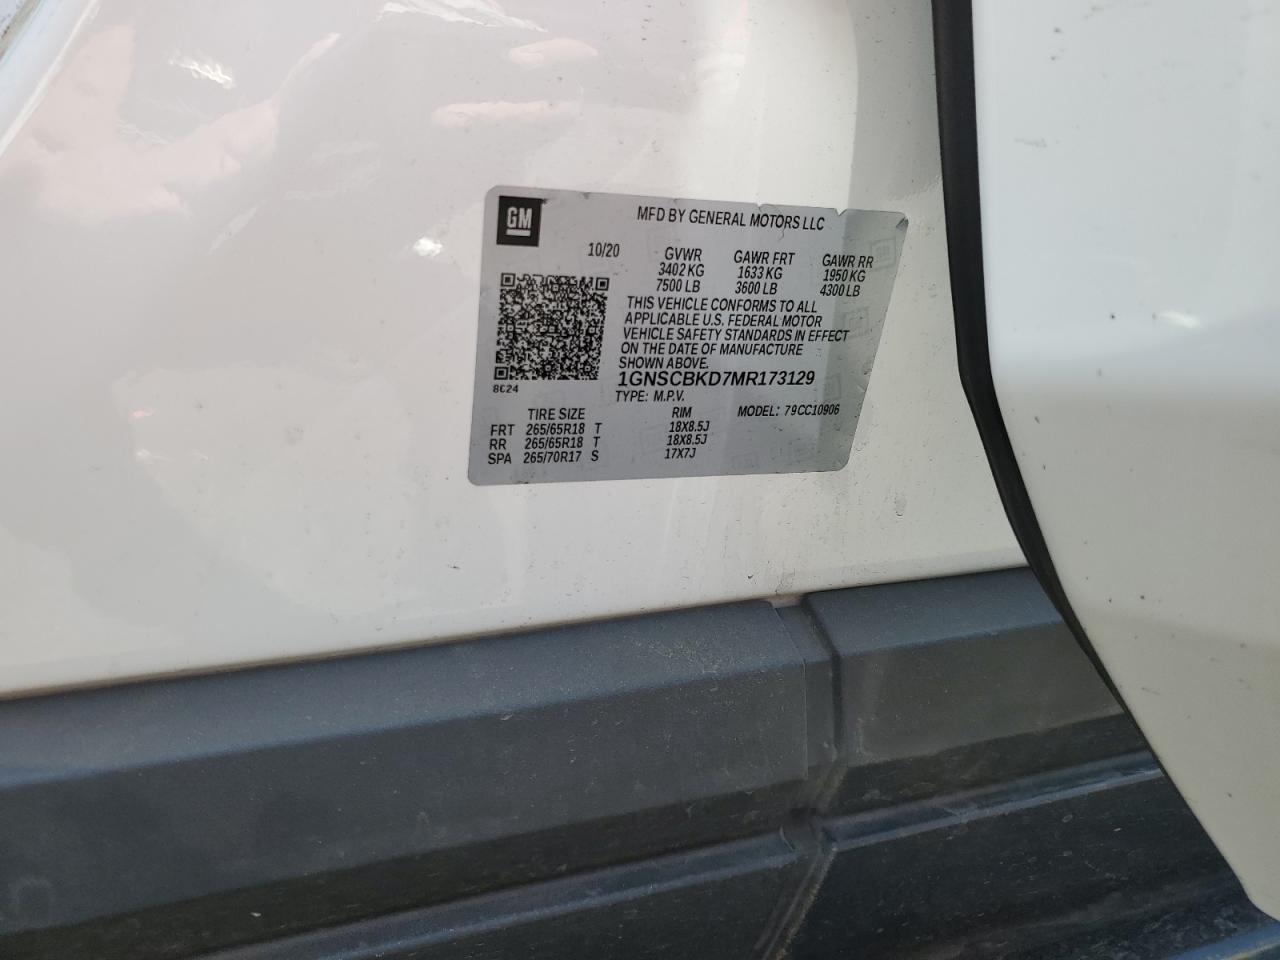 GM
MFD BY GENERAL MOTORS LLC
10/20 GVWR GAWR FRT GAWR RR
3402 KG 1633 KG 1950 KG
7500 LB 3600 LB 4300 LB
THIS VEHICLE CONFORMS TO ALL
APPLICABLE U.S. FEDERAL MOTOR
VEHICLE SAFETY STANDARDS IN EFFECT
ON THE DATE OF MANUFACTURE
SHOWN ABOVE.
1GNSCBKD7MR173129
8C24
TYPE: M.P.V. MODEL: 79CC10906
TIRE SIZE RIM
FRT 265/65R18 T 18X8.5J
RR 265/65R18 T 18X8.5J
SPA 265/70R17 S 17X7J